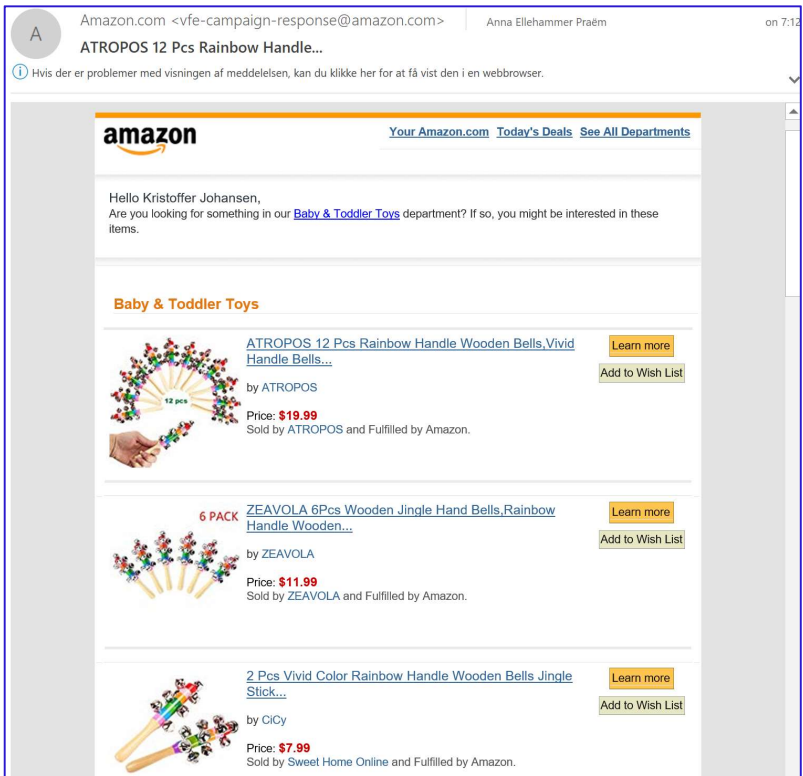 A
Amazon.com <vfe-campaign-response@amazon.com>
Anna Ellehammer Praëm
on 7:12
ATROPOS 12 Pcs Rainbow Handle...
Hvis der er problemer med visningen af meddelelsen, kan du klikke her for at få vist den i en webbrowser.
amazon
Your Amazon.com Today's Deals See All Departments
Hello Kristoffer Johansen,
Are you looking for something in our Baby & Toddler Toys department? If so, you might be interested in these
items.
Baby & Toddler Toys
12 pcs
ATROPOS 12 Pcs Rainbow Handle Wooden Bells,Vivid
Handle Bells...
by ATROPOS
Price: $19.99
Sold by ATROPOS and Fulfilled by Amazon.
Learn more
Add to Wish List
6 PACK
ZEAVOLA 6Pcs Wooden Jingle Hand Bells,Rainbow
Handle Wooden...
by ZEAVOLA
Price: $11.99
Sold by ZEAVOLA and Fulfilled by Amazon.
Learn more
Add to Wish List
2 Pcs Vivid Color Rainbow Handle Wooden Bells Jingle
Stick...
by CiCy
Price: $7.99
Sold by Sweet Home Online and Fulfilled by Amazon.
Learn more
Add to Wish List